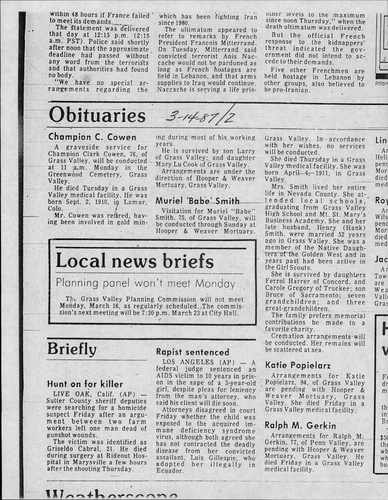 within 48 hours if France failed
to meet its demands.
The statement was delivered
that day at 12:15 p.m. (2:15
a.m. PST). Police said shortly
after noon that the approximate
deadline had passed without
any word from the terrorists
and that authorities had found
no body.
"We have no special ar-
rangements regarding the
which has been fighting Iran
since 1980.
The ultimatum appeared to
refer to remarks by French
President Francois Mitterrand.
On Tuesday, Mitterrand said
convicted terrorist Anis Nac-
cache would not be pardoned as
long as French hostages are
held in Lebanon, and that arms
supplies to Iraq would continue.
Naccache is serving a life pris-
other levels to the maximum
since noon Thursday," when the
death ultimatum was delivered.
But the official French
response to the kidnappers'
threat indicate the govern-
ment did not intend to ac-
cede to their demands.
Five other Frenchmen are
held hostage in Lebanon by
other groups, also believed to
be pro-Iranian.
Obituaries
3-14-87/2
Champion C. Cowen
A graveside service for
Champion Clark Cowen, 76, of
Grass Valley, will be conducted
at 11 a.m. Monday in the
Greenwood Cemetery, Grass
Valley.
He died Tuesday in a Grass
Valley medical facility. He was
born Sept. 2, 1910, in Lamar,
Colo.
Mr. Cowen was retired, hav-
ing been involved in gold min-
ing during most of his working
years.
He is survived by son Larry
of Grass Valley; and daughter
Mary Lu Cook of Grass Valley.
Arrangements are under the
direction of Hooper & Weaver
Mortuary, Grass Valley.
Muriel 'Babe' Smith
Visitation for Muriel "Babe"
Smith, 75, of Grass Valley, will
be conducted through Sunday at
Hooper & Weaver Mortuary,
Grass Valley. In accordance
with her wishes, no services
will be conducted.
She died Thursday in a Grass
Valley medical facility. She was
born April 4, 1911, in Grass
Valley.
Mrs. Smith lived her entire
life in Nevada County. She at-
tended local schools,
graduating from Grass Valley
High School and Mt. St. Mary's
Business Academy. She and her
late husband, Henry (Hank)
Smith, were married 52 years
ago in Grass Valley. She was a
member of the Native Daugh-
ters of the Golden West and in
years past had been active in
the Girl Scouts.
She is survived by daughters
Ferrel Harrer of Concord, and
Carole Gregory of Truckee; son
Bruce of Sacramento; seven
grandchildren; and three
great-grandchildren.
The family prefers memorial
contributions be made to a
favorite charity.
Cremation arrangements will
be conducted. Her remains will
be scattered at sea.
Katie Popielarz
Arrangements for Katie
Popielarz, 94, of Grass Valley
are pending with Hooper &
Weaver Mortuary, Grass
Valley. She died Friday in a
Grass Valley medical facility.
Ralph M. Gerkin
Arrangements for Ralph M.
Gerkin, 77, of Penn Valley, are
pending with Hooper & Weaver
Mortuary, Grass Valley. He
died Friday in a Grass Valley
medical facility.
Local news briefs
Planning panel won't meet Monday
The Grass Valley Planning Commission will not meet
Monday, March 16, as regularly scheduled. The commis-
sion's next meeting will be 7:30 p.m. March 23 at City Hall.
Briefly
Hunt on for killer
LIVE OAK, Calif. (AP) —
Sutter County sheriff deputies
were searching for a homicide
suspect Friday after an argu-
ment between two farm
workers left one man dead of
gunshot wounds.
The victim was identified as
Griseldo Cabral, 21. He died
during surgery at Rideout Hos-
pital in Marysville a few hours
after the shooting Thursday.
Rapist sentenced
LOS ANGELES (AP) — A
federal judge sentenced an
AIDS victim to 10 years in pris-
on in the rape of a 3-year-old
girl, despite pleas for leniency
from the man's attorney, who
said his client will die soon.
Attorneys disagreed in court
Friday whether the child was
exposed to the acquired im-
mune deficiency syndrome
virus, although both agreed she
has not contracted the deadly
disease from her convicted
assailant, Luis Gillespie, who
adopted her illegally in
Ecuador.
Weatherscope